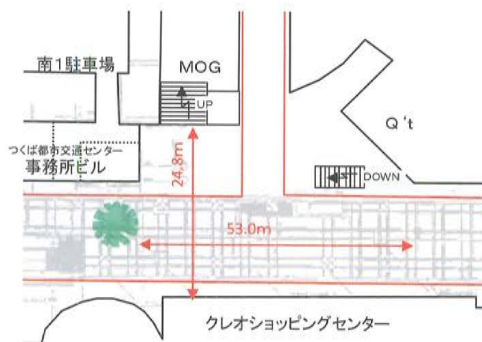 南1駐車場
MOG
UP
つくば都市交通センター
事務所ビル
24.8m
Q't
DOWN
53.0m
クレオショッピングセンター